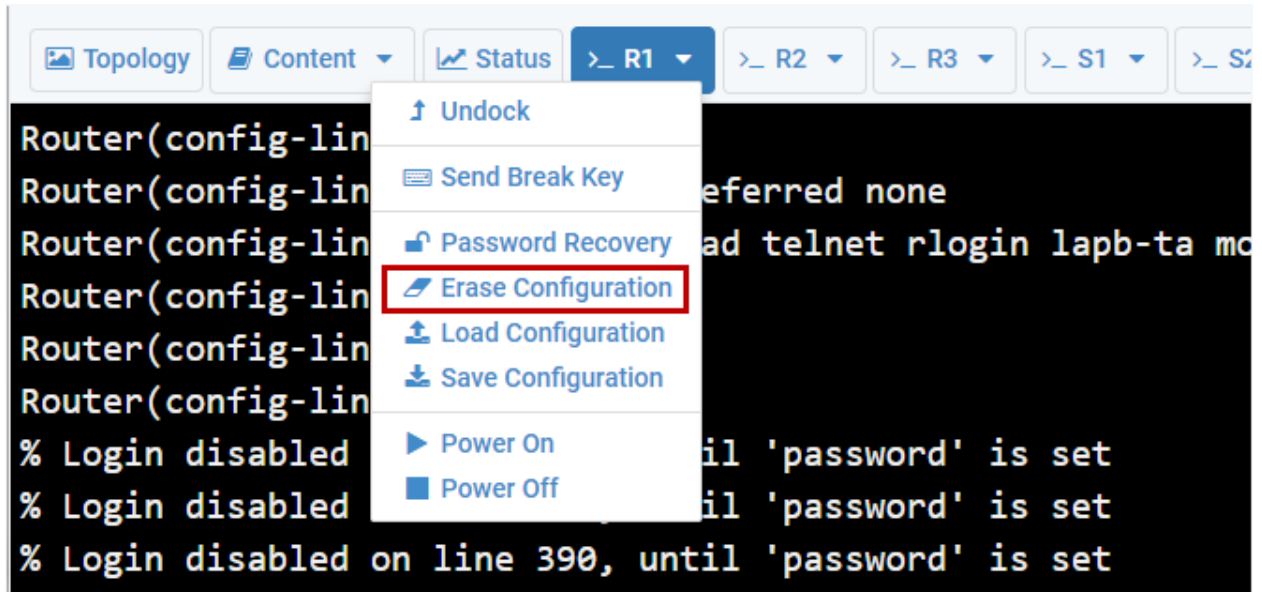 Topology Content Status >_ R1 >_ R2 >_ R3 >_ S1 >_ S2
Undock
Send Break Key
Password Recovery
Erase Configuration
Load Configuration
Save Configuration
Power On
Power Off
Router(config-lin
Router(config-lin eferred none
Router(config-lin ad telnet rlogin lapb-ta mo
Router(config-lin
Router(config-lin
Router(config-lin
% Login disabled il 'password' is set
% Login disabled il 'password' is set
% Login disabled on line 390, until 'password' is set